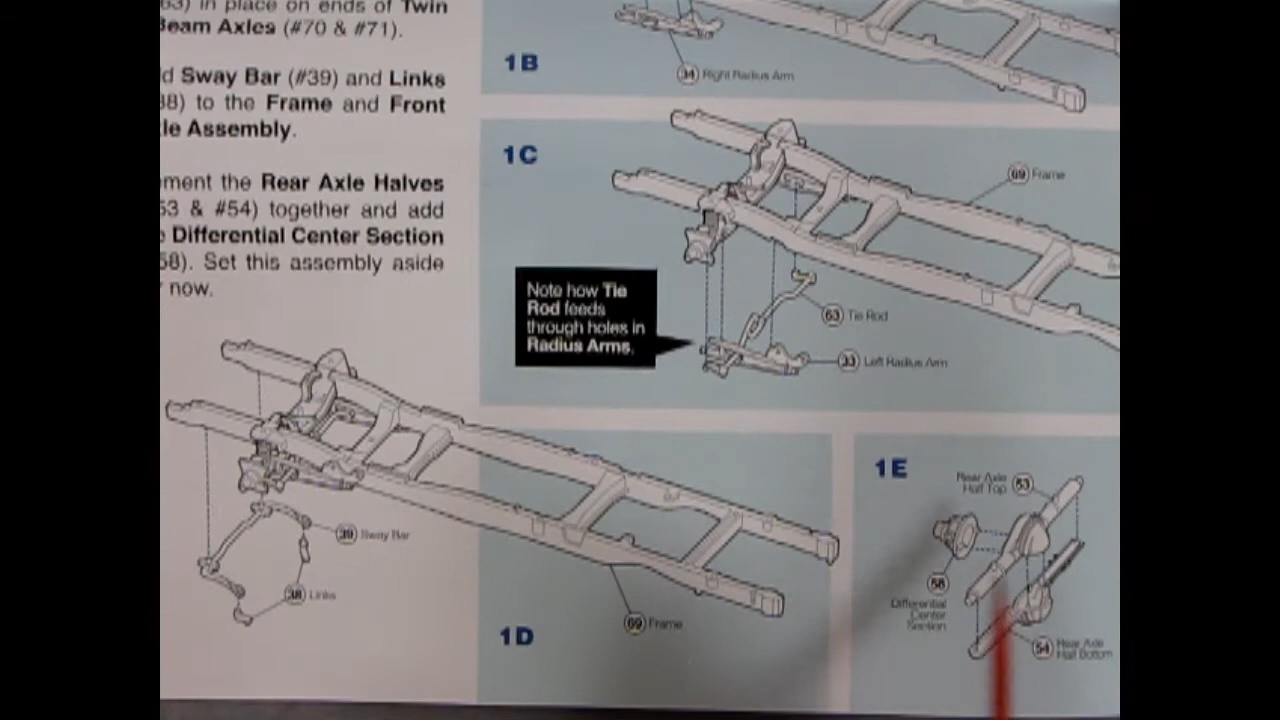 63) in place on ends of Twin
Beam Axles (#70 & #71).
d Sway Bar (#39) and Links
38) to the Frame and Front
le Assembly.
ment the Rear Axle Halves
53 & #54) together and add
Differential Center Section
58). Set this assembly aside
now.
1B
34 Right Radius Arm
1C
69 Frame
Note how Tie
Rod feeds
through holes in
Radius Arms.
63 Tie Rod
33 Left Radius Arm
39 Sway Bar
38 Links
69 Frame
1D
1E
Rear Axle
Half Top 53
58
Differential
Center
Section
54 Rear Axle
Half Bottom